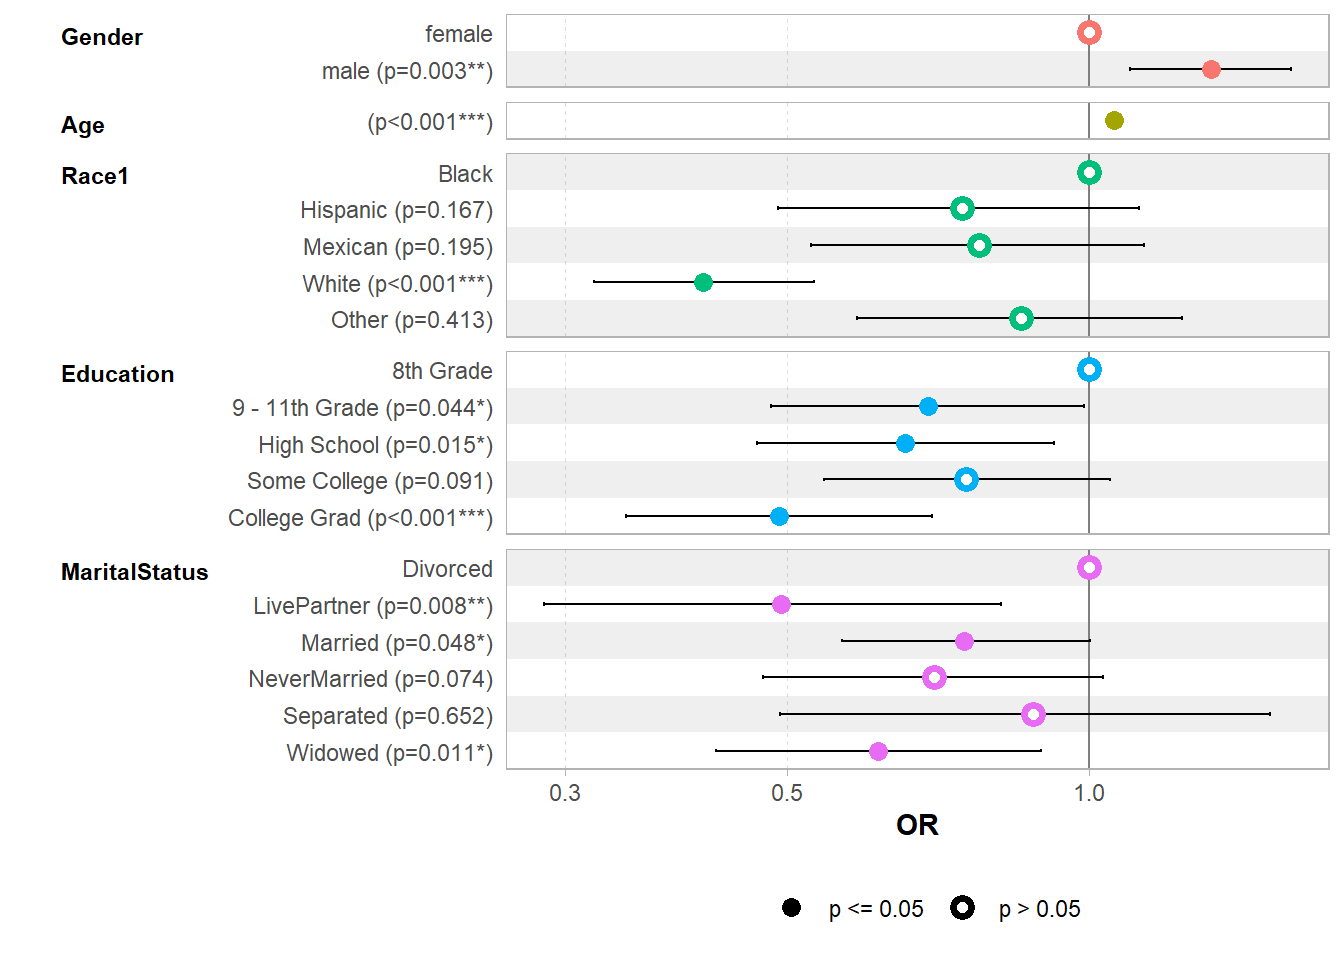 Gender
female
male (p=0.003**)
Age
(p<0.001***)
Race1
Black
Hispanic (p=0.167)
Mexican (p=0.195)
White (p<0.001***)
Other (p=0.413)
Education
8th Grade
9 - 11th Grade (p=0.044*)
High School (p=0.015*)
Some College (p=0.091)
College Grad (p<0.001***)
MaritalStatus
Divorced
LivePartner (p=0.008**)
Married (p=0.048*)
NeverMarried (p=0.074)
Separated (p=0.652)
Widowed (p=0.011*)
0.3 0.5 1.0
OR
p <= 0.05 p > 0.05